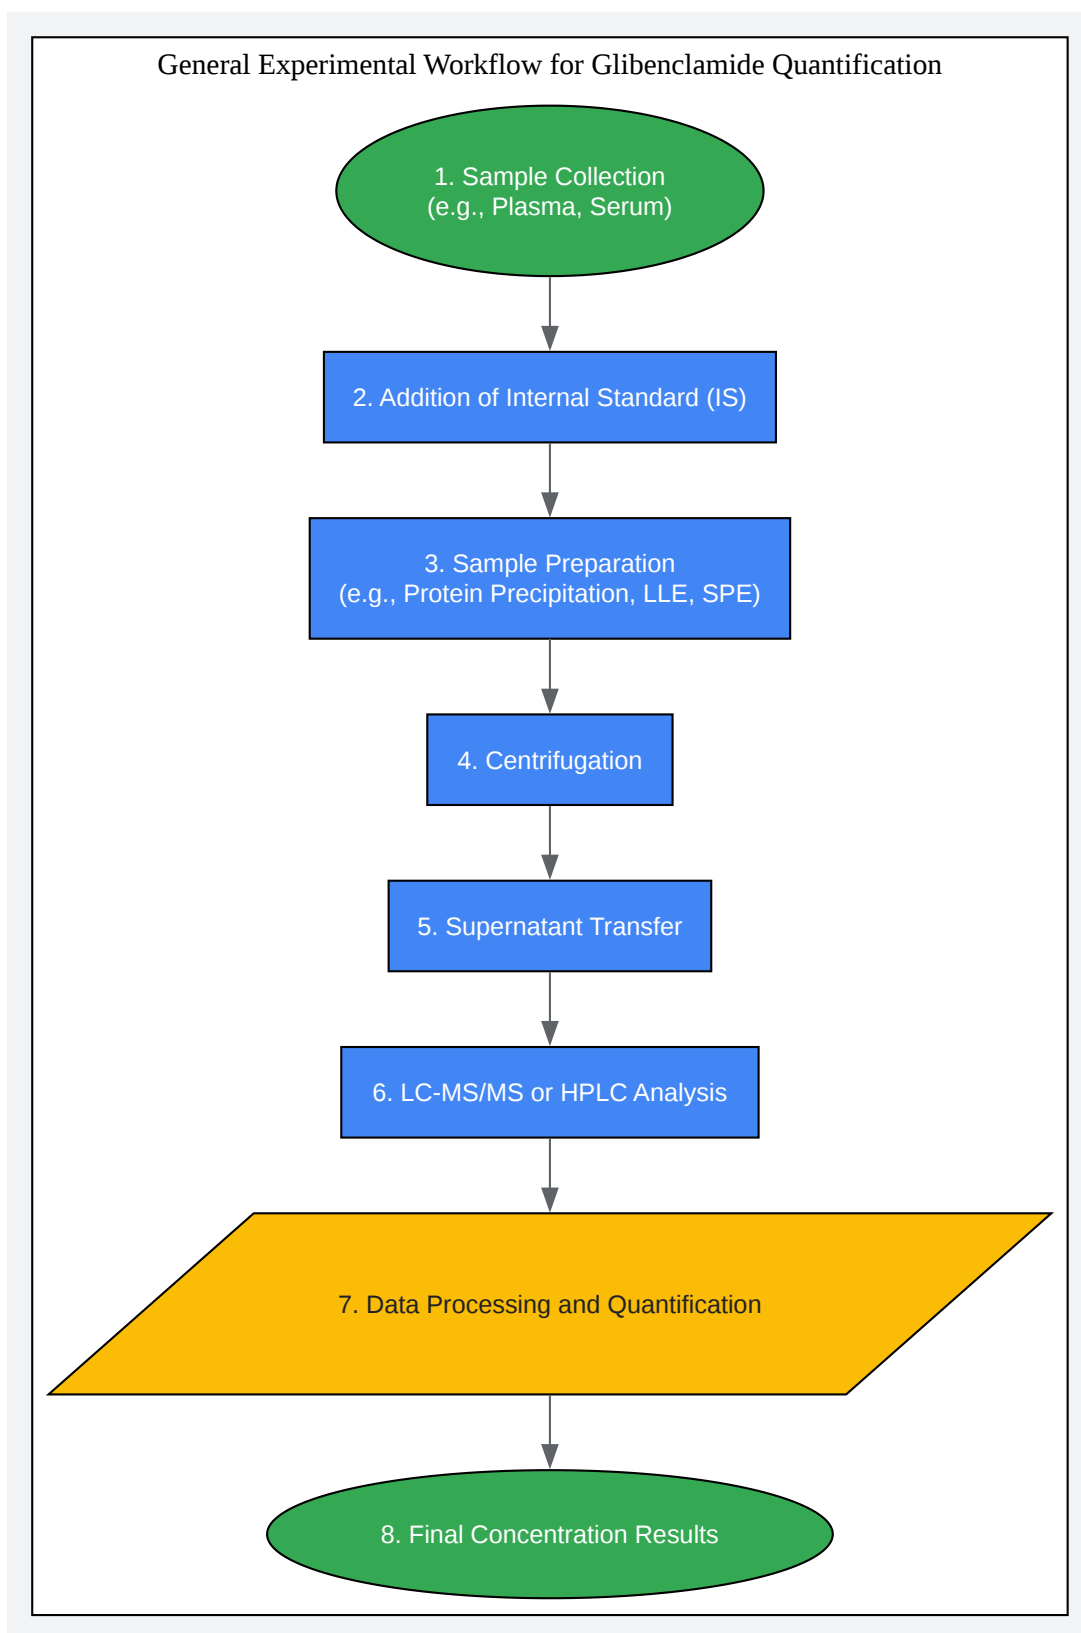 General Experimental Workflow for Glibenclamide Quantification
1. Sample Collection
(e.g., Plasma, Serum)
2. Addition of Internal Standard (IS)
3. Sample Preparation
(e.g., Protein Precipitation, LLE, SPE)
4. Centrifugation
5. Supernatant Transfer
6. LC-MS/MS or HPLC Analysis
7. Data Processing and Quantification
8. Final Concentration Results